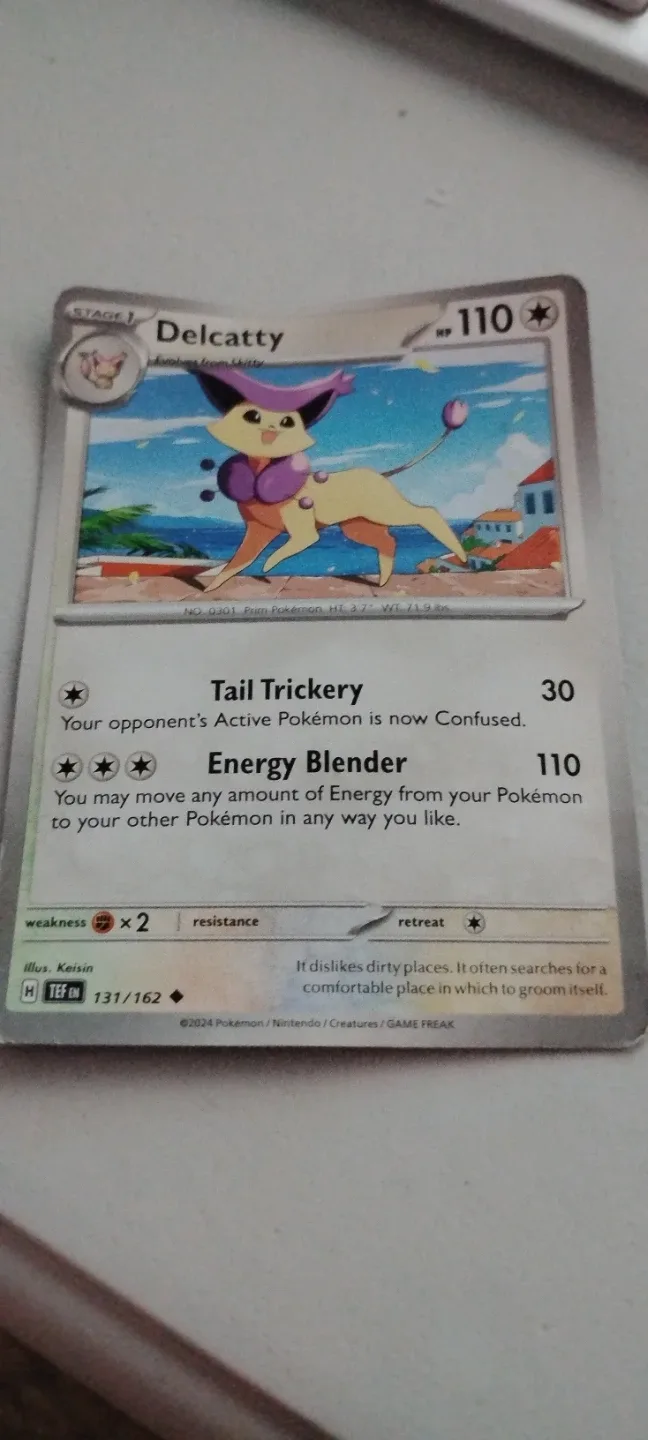 STAGE 1
Delcatty
HP 110
Evolves from Skitty
NO. 0301 Prim Pokémon HT: 3'7" WT: 71.9 lbs.
Tail Trickery 30
Your opponent's Active Pokémon is now Confused.
Energy Blender 110
You may move any amount of Energy from your Pokémon
to your other Pokémon in any way you like.
weakness ×2 resistance retreat
Illus. Keisin
It dislikes dirty places. It often searches for a
comfortable place in which to groom itself.
H TEF EN 131/162
©2024 Pokémon / Nintendo / Creatures / GAME FREAK